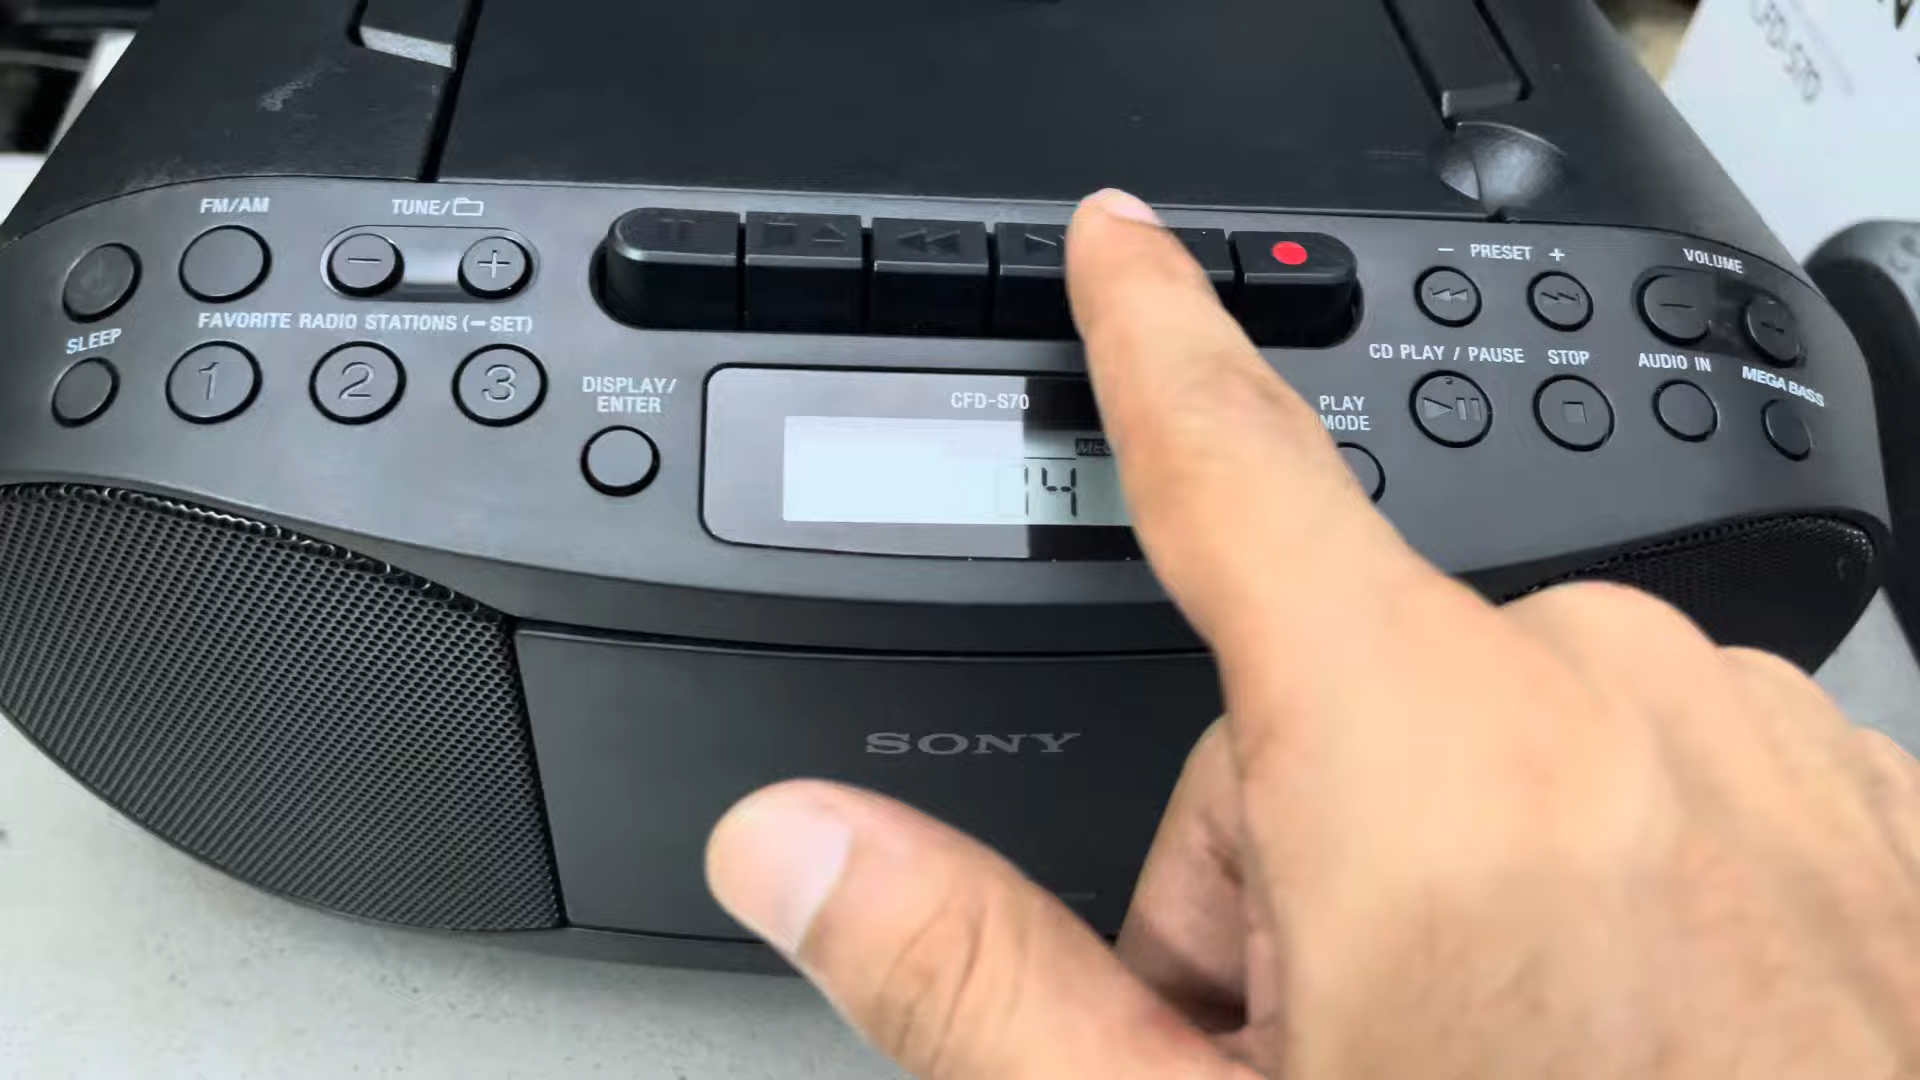 FM/AM
TUNE/
PRESET
VOLUME
SLEEP
FAVORITE RADIO STATIONS (—SET)
1
2
3
DISPLAY/
ENTER
CFD-S70
14
PLAY
MODE
CD PLAY / PAUSE
STOP
AUDIO IN
MEGA BASS
SONY